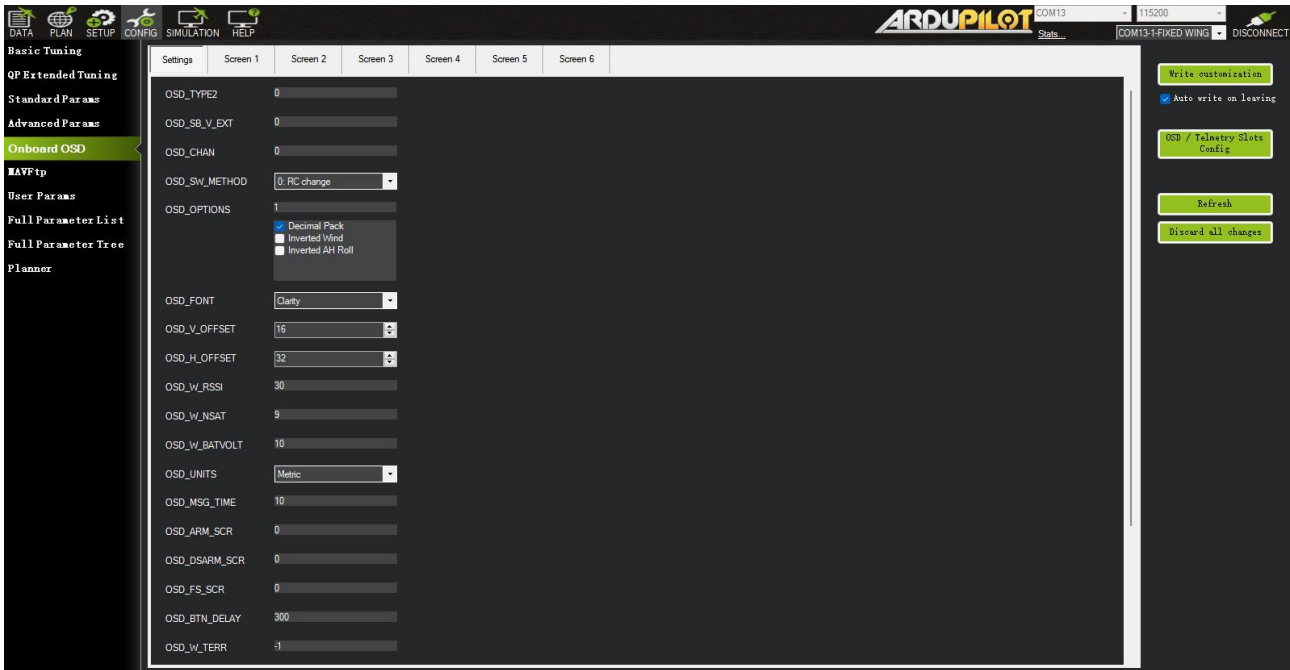 DATA PLAN SETUP CONFIG SIMULATION HELP
ARDUPILOT
COM13 115200
Stats...
COM13-1-FIXED WING DISCONNECT
Basic Tuning
QP Extended Tuning
Standard Params
Advanced Params
Onboard OSD
MAVFtp
User Params
Full Parameter List
Full Parameter Tree
Planner
Settings Screen 1 Screen 2 Screen 3 Screen 4 Screen 5 Screen 6
OSD_TYPE2 0
OSD_SB_V_EXT 0
OSD_CHAN 0
OSD_SW_METHOD 0: RC change
OSD_OPTIONS 1
Decimal Pack
Inverted Wind
Inverted AH Roll
OSD_FONT Clarity
OSD_V_OFFSET 16
OSD_H_OFFSET 32
OSD_W_RSSI 30
OSD_W_NSAT 9
OSD_W_BATVOLT 10
OSD_UNITS Metric
OSD_MSG_TIME 10
OSD_ARM_SCR 0
OSD_DSARM_SCR 0
OSD_FS_SCR 0
OSD_BTN_DELAY 300
OSD_W_TERR -1
Write customization
Auto write on leaving
OSD / Telmetry Slots
Config
Refresh
Discard all changes